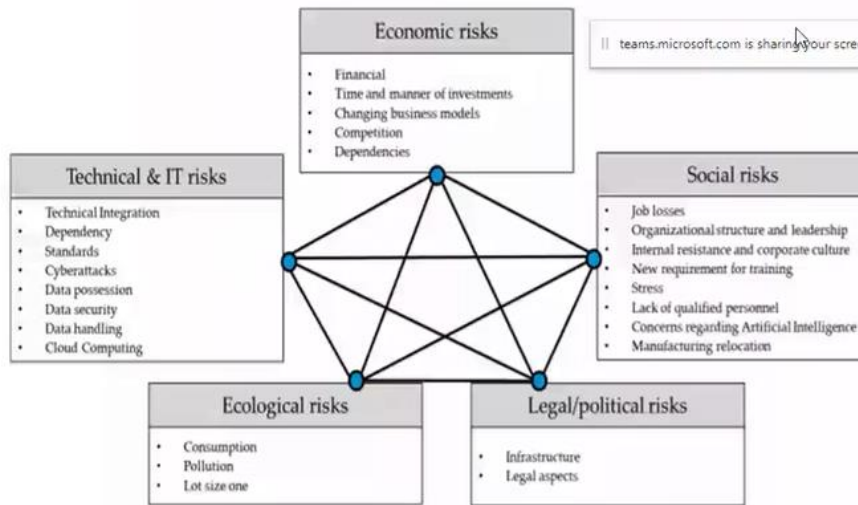 Economic risks
• Financial
• Time and manner of investments
• Changing business models
• Competition
• Dependencies
|| teams.microsoft.com is sharing your scre
Technical & IT risks
• Technical Integration
• Dependency
• Standards
• Cyberattacks
• Data possession
• Data security
• Data handling
• Cloud Computing
Social risks
• Job losses
• Organizational structure and leadership
• Internal resistance and corporate culture
• New requirement for training
• Stress
• Lack of qualified personnel
• Concerns regarding Artificial Intelligence
• Manufacturing relocation
Ecological risks
• Consumption
• Pollution
• Lot size one
Legal/political risks
• Infrastructure
• Legal aspects